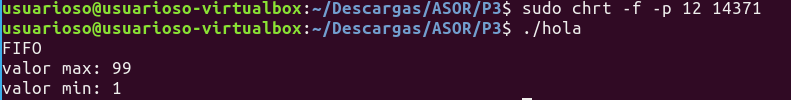 usuarioso@usuarioso-virtualbox:~/Descargas/ASOR/P3$ sudo chrt -f -p 12 14371
usuarioso@usuarioso-virtualbox:~/Descargas/ASOR/P3$ ./hola
FIFO
valor max: 99
valor min: 1